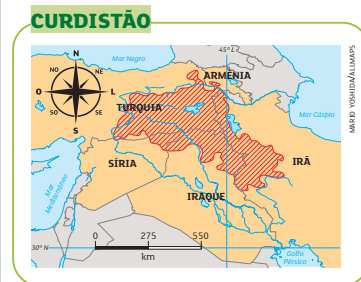 CURDISTÃO
N
NO
NE
O
L
SO
SE
S
Mar Negro
45° L
ARMÊNIA
TURQUIA
Mar Cáspio
SÍRIA
IRÃ
Mar
Mediterrâneo
IRAQUE
30° N
0 275 550
km
Golfo
Pérsico
MARIO YOSHIDA/ALLMAPS